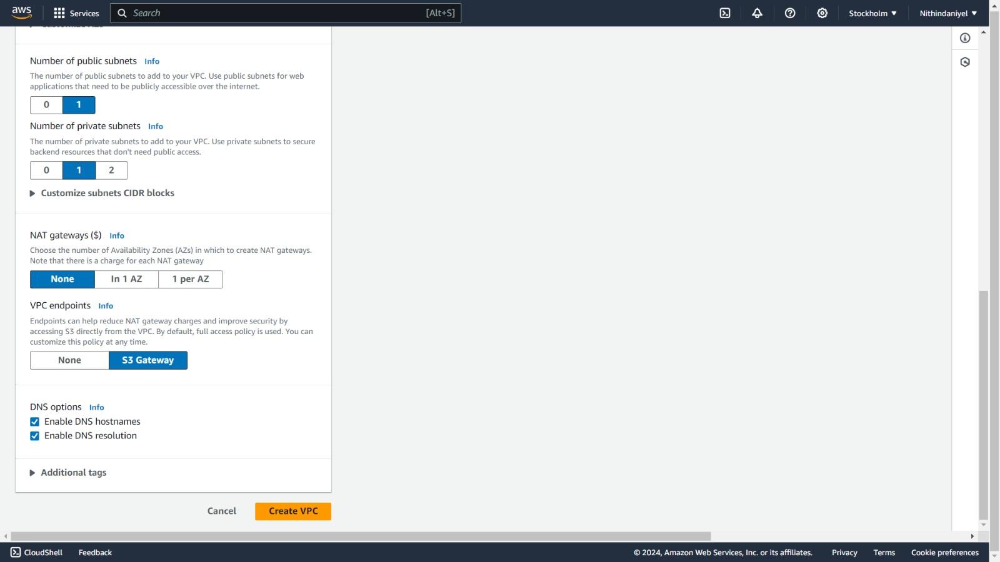 aws
Services
Search
[Alt+S]
Stockholm
Nithindaniyel
Number of public subnets Info
The number of public subnets to add to your VPC. Use public subnets for web
applications that need to be publicly accessible over the internet.
0 1
Number of private subnets Info
The number of private subnets to add to your VPC. Use private subnets to secure
backend resources that don't need public access.
0 1 2
Customize subnets CIDR blocks
NAT gateways ($) Info
Choose the number of Availability Zones (AZs) in which to create NAT gateways.
Note that there is a charge for each NAT gateway
None In 1 AZ 1 per AZ
VPC endpoints Info
Endpoints can help reduce NAT gateway charges and improve security by
accessing S3 directly from the VPC. By default, full access policy is used. You can
customize this policy at any time.
None S3 Gateway
DNS options Info
Enable DNS hostnames
Enable DNS resolution
Additional tags
Cancel Create VPC
CloudShell Feedback © 2024, Amazon Web Services, Inc. or its affiliates. Privacy Terms Cookie preferences